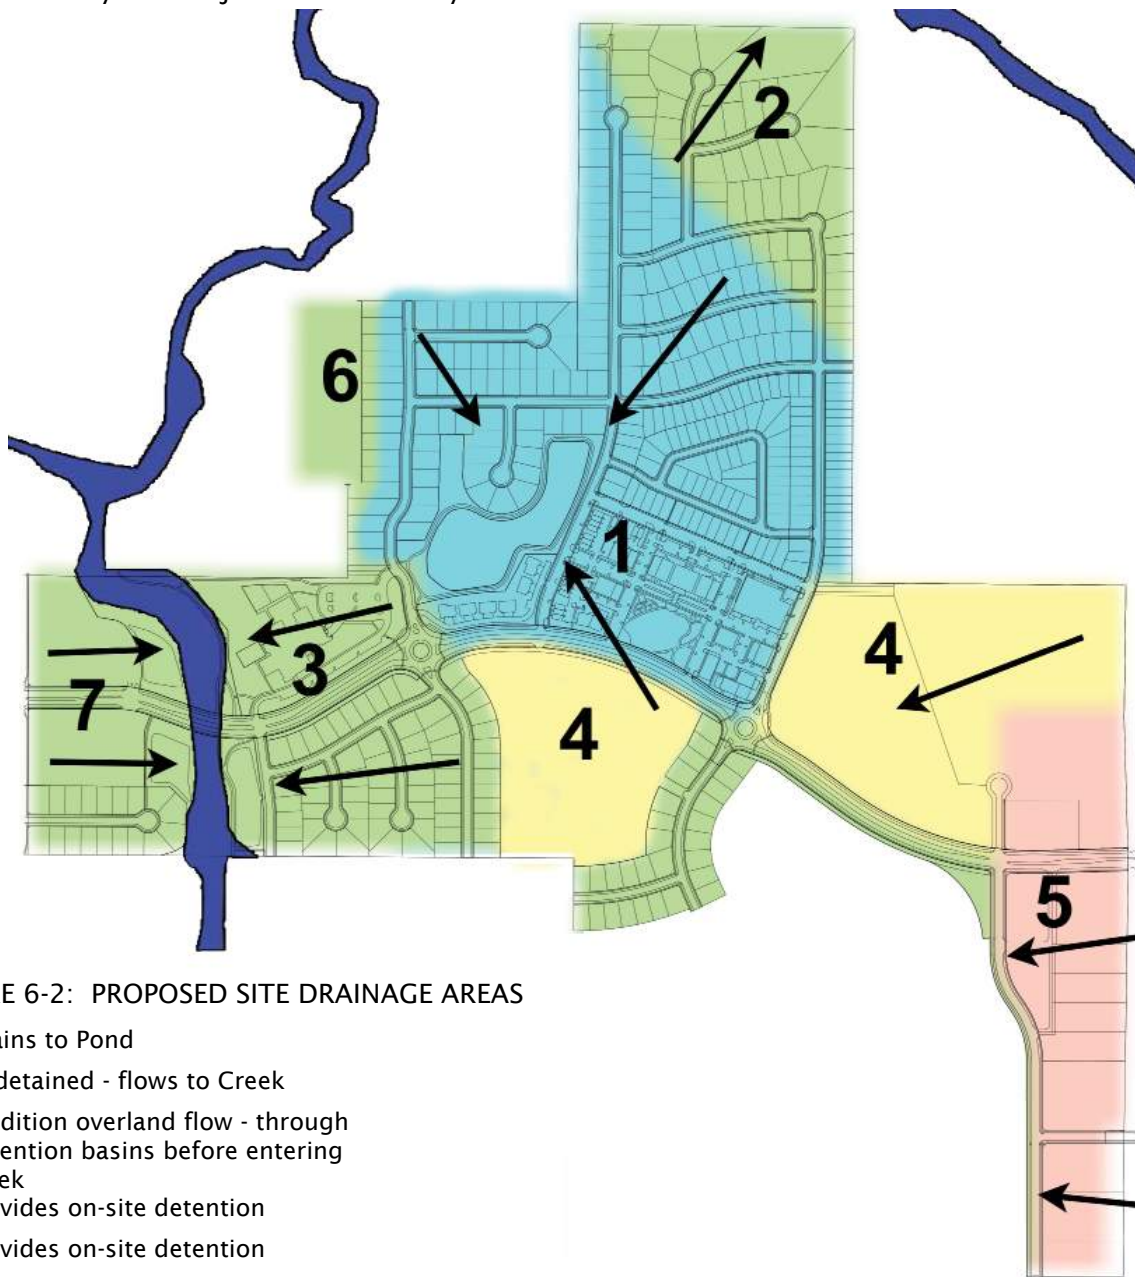 2
6
1
3
4
7
4
5
E 6-2: PROPOSED SITE DRAINAGE AREAS
ins to Pond
detained - flows to Creek
dition overland flow - through
ention basins before entering
ek
vides on-site detention
vides on-site detention